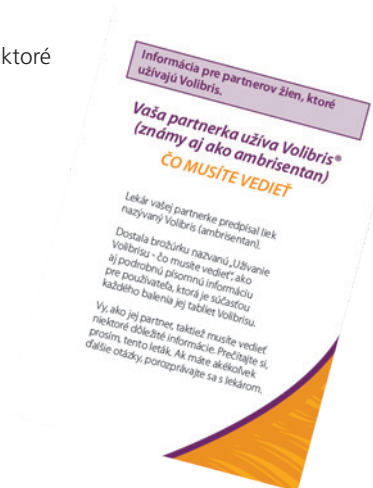 ktoré
Informácia pre partnerov žien, ktoré
užívajú Volibris.
Vaša partnerka užíva Volibris®
(známy aj ako ambrisentan)
ČO MUSÍTE VEDIEŤ
Lekár vašej partnerke predpísal liek
nazývaný Volibris (ambrisentan).
Dostala brožúrku nazvanú „Užívanie
Volibrisu - čo musíte vedieť“, ako
aj podrobnú písomnú informáciu
pre používateľa, ktorá je súčasťou
každého balenia jej tabliet Volibrisu.
Vy, ako jej partner, taktiež musíte vedieť
niektoré dôležité informácie. Prečítajte si,
prosím, tento leták. Ak máte akékoľvek
ďalšie otázky, porozprávajte sa s lekárom.